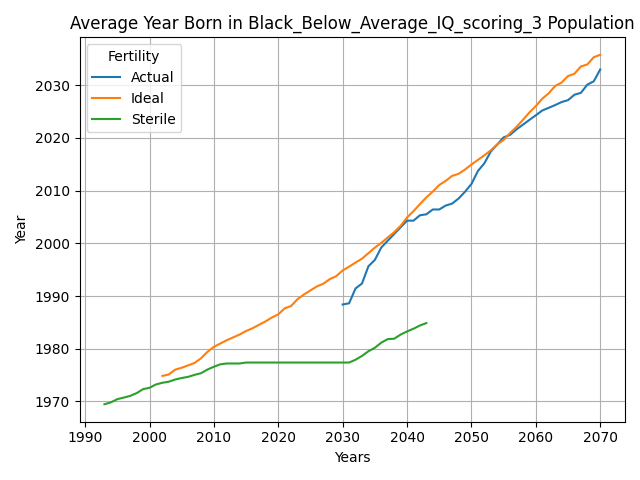 Average Year Born in Black_Below_Average_IQ_scoring_3 Population
Fertility
Actual
Ideal
Sterile
Year
2030
2020
2010
2000
1990
1980
1970
1990 2000 2010 2020 2030 2040 2050 2060 2070
Years